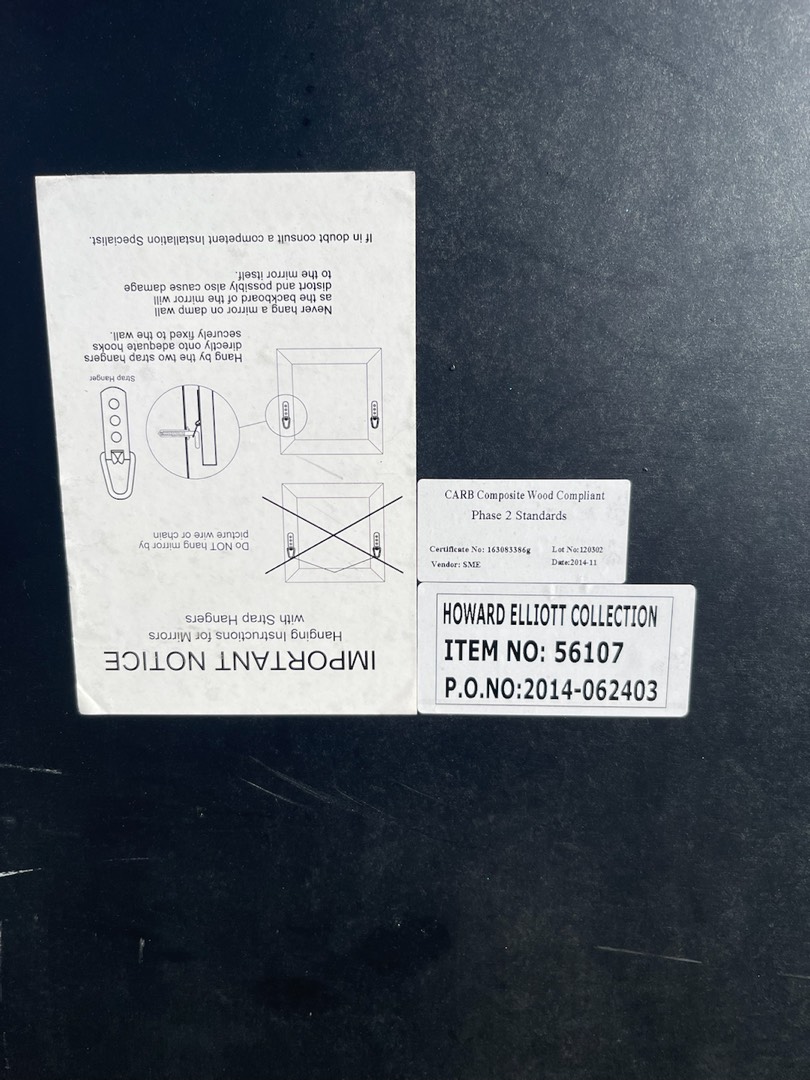 IMPORTANT NOTICE
Hanging Instructions for Mirrors
with Strap Hangers
Do NOT hang mirror by
picture wire or chain
Strap Hanger
Hang by the two strap hangers
directly onto adequate hooks
securely fixed to the wall.
Never hang a mirror on damp wall
as the backboard of the mirror will
distort and possibly also cause damage
to the mirror itself.
If in doubt consult a competent Installation Specialist.
CARB Composite Wood Compliant
Phase 2 Standards
Certificate No: 163083386g Lot No:120302
Vendor: SME Date:2014-11
HOWARD ELLIOTT COLLECTION
ITEM NO: 56107
P.O.NO:2014-062403